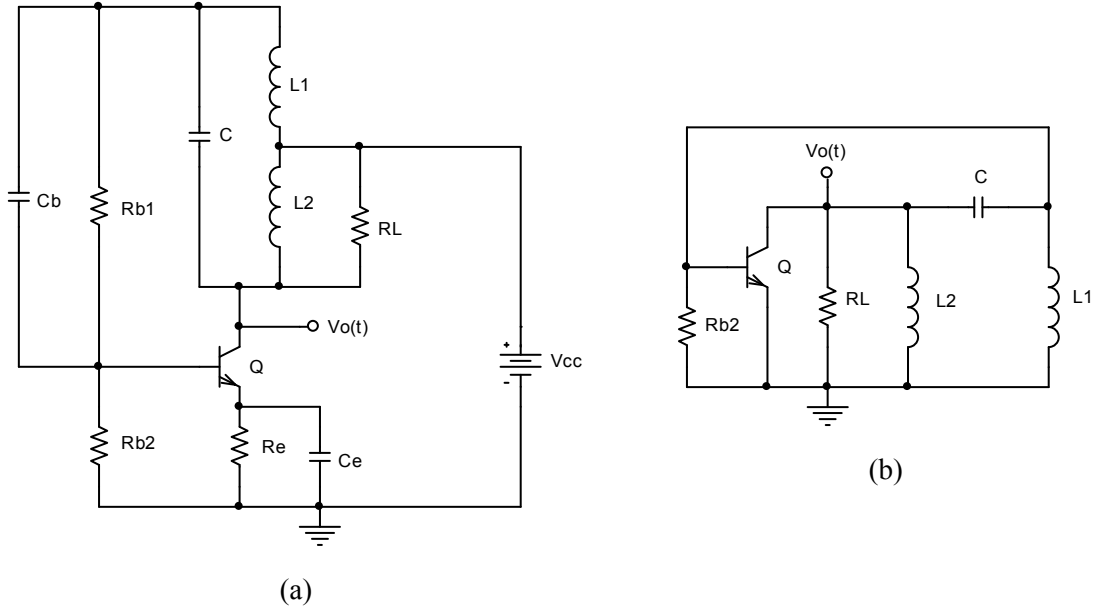 L1
C
Cb
Rb1
L2
RL
Vo(t)
+
-
Vcc
Q
Rb2
Re
Ce
(a)
Vo(t)
C
Q
Rb2
RL
L2
L1
(b)